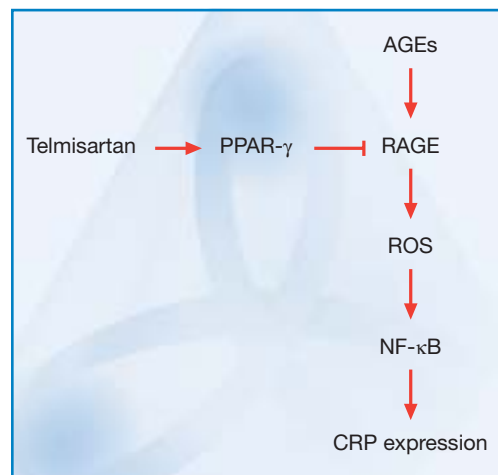 AGEs
Telmisartan PPAR-γ RAGE
ROS
NF-κB
CRP expression